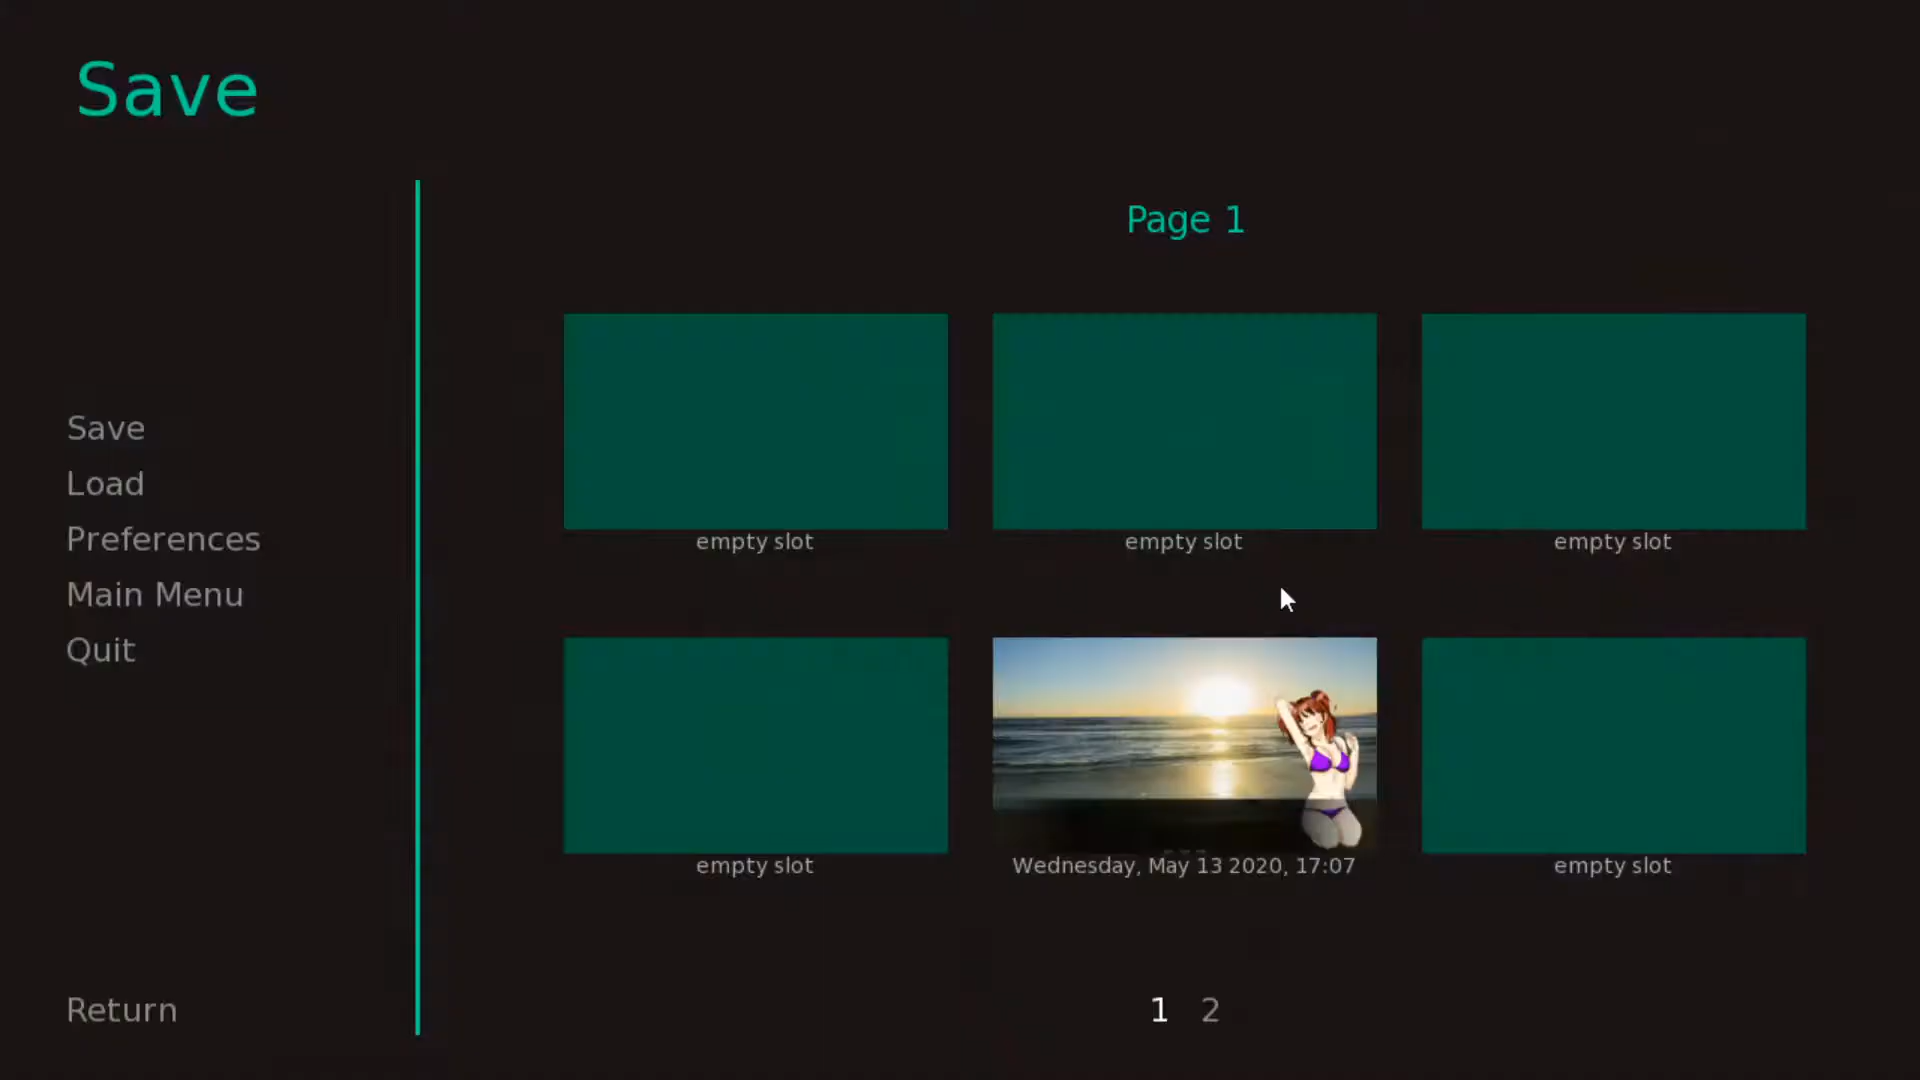 Save
Page 1
empty slot
empty slot
empty slot
Save
Load
Preferences
Main Menu
Quit
empty slot
Wednesday, May 13 2020, 17:07
empty slot
Return
1 2